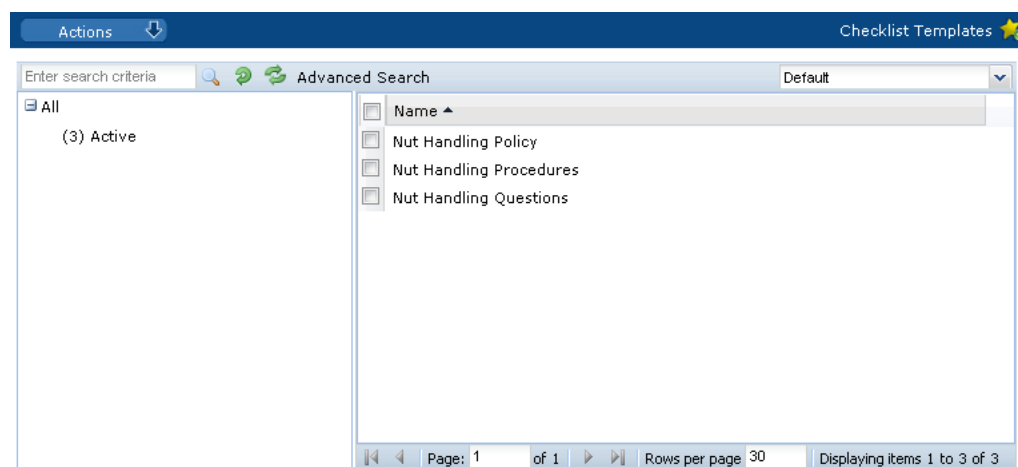 Actions
Checklist Templates
Enter search criteria Advanced Search Default
All
(3) Active
Name
Nut Handling Policy
Nut Handling Procedures
Nut Handling Questions
Page: 1 of 1 Rows per page 30 Displaying items 1 to 3 of 3